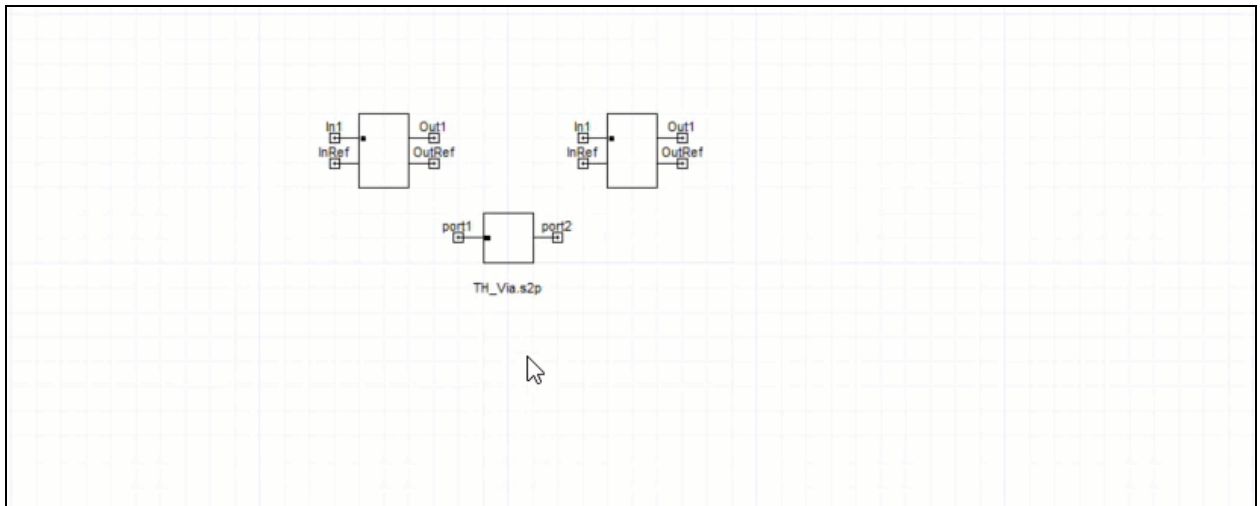 In1 Out1 In1 Out1
InRef OutRef InRef OutRef
port1 port2
TH_Via.s2p